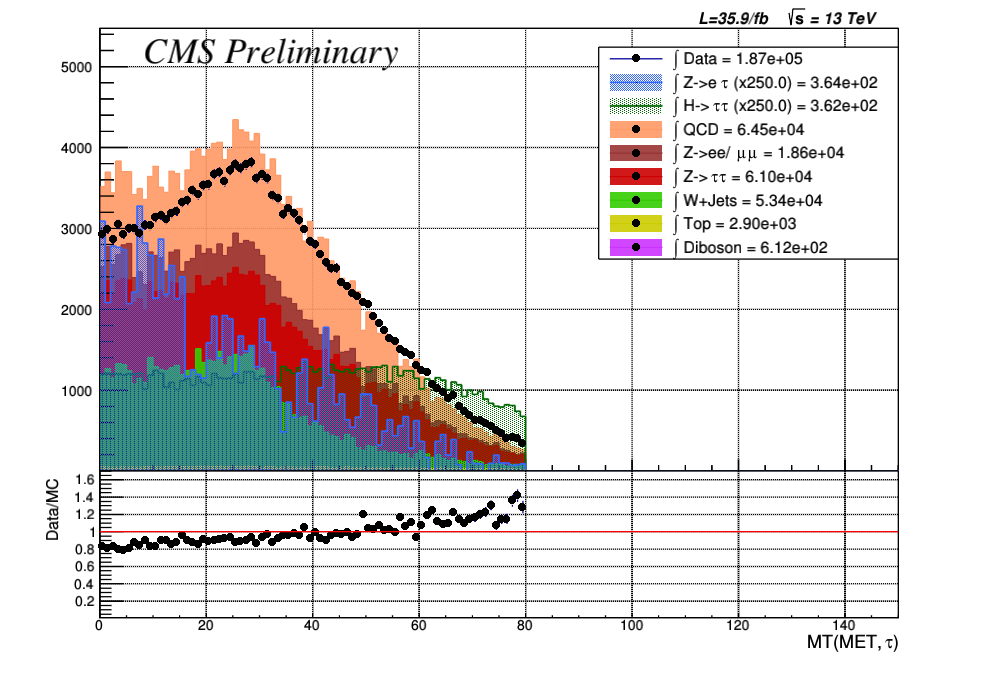 L=35.9/fb √s = 13 TeV
CMS Preliminary
∫ Data = 1.87e+05
∫ Z->e τ (x250.0) = 3.64e+02
∫ H-> ττ (x250.0) = 3.62e+02
∫ QCD = 6.45e+04
∫ Z->ee/ μμ = 1.86e+04
∫ Z-> ττ = 6.10e+04
∫ W+Jets = 5.34e+04
∫ Top = 2.90e+03
∫ Diboson = 6.12e+02
5000
4000
3000
2000
1000
Data/MC
1.6
1.4
1.2
1
0.8
0.6
0.4
0.2
0 20 40 60 80 100 120 140
MT(MET, τ)